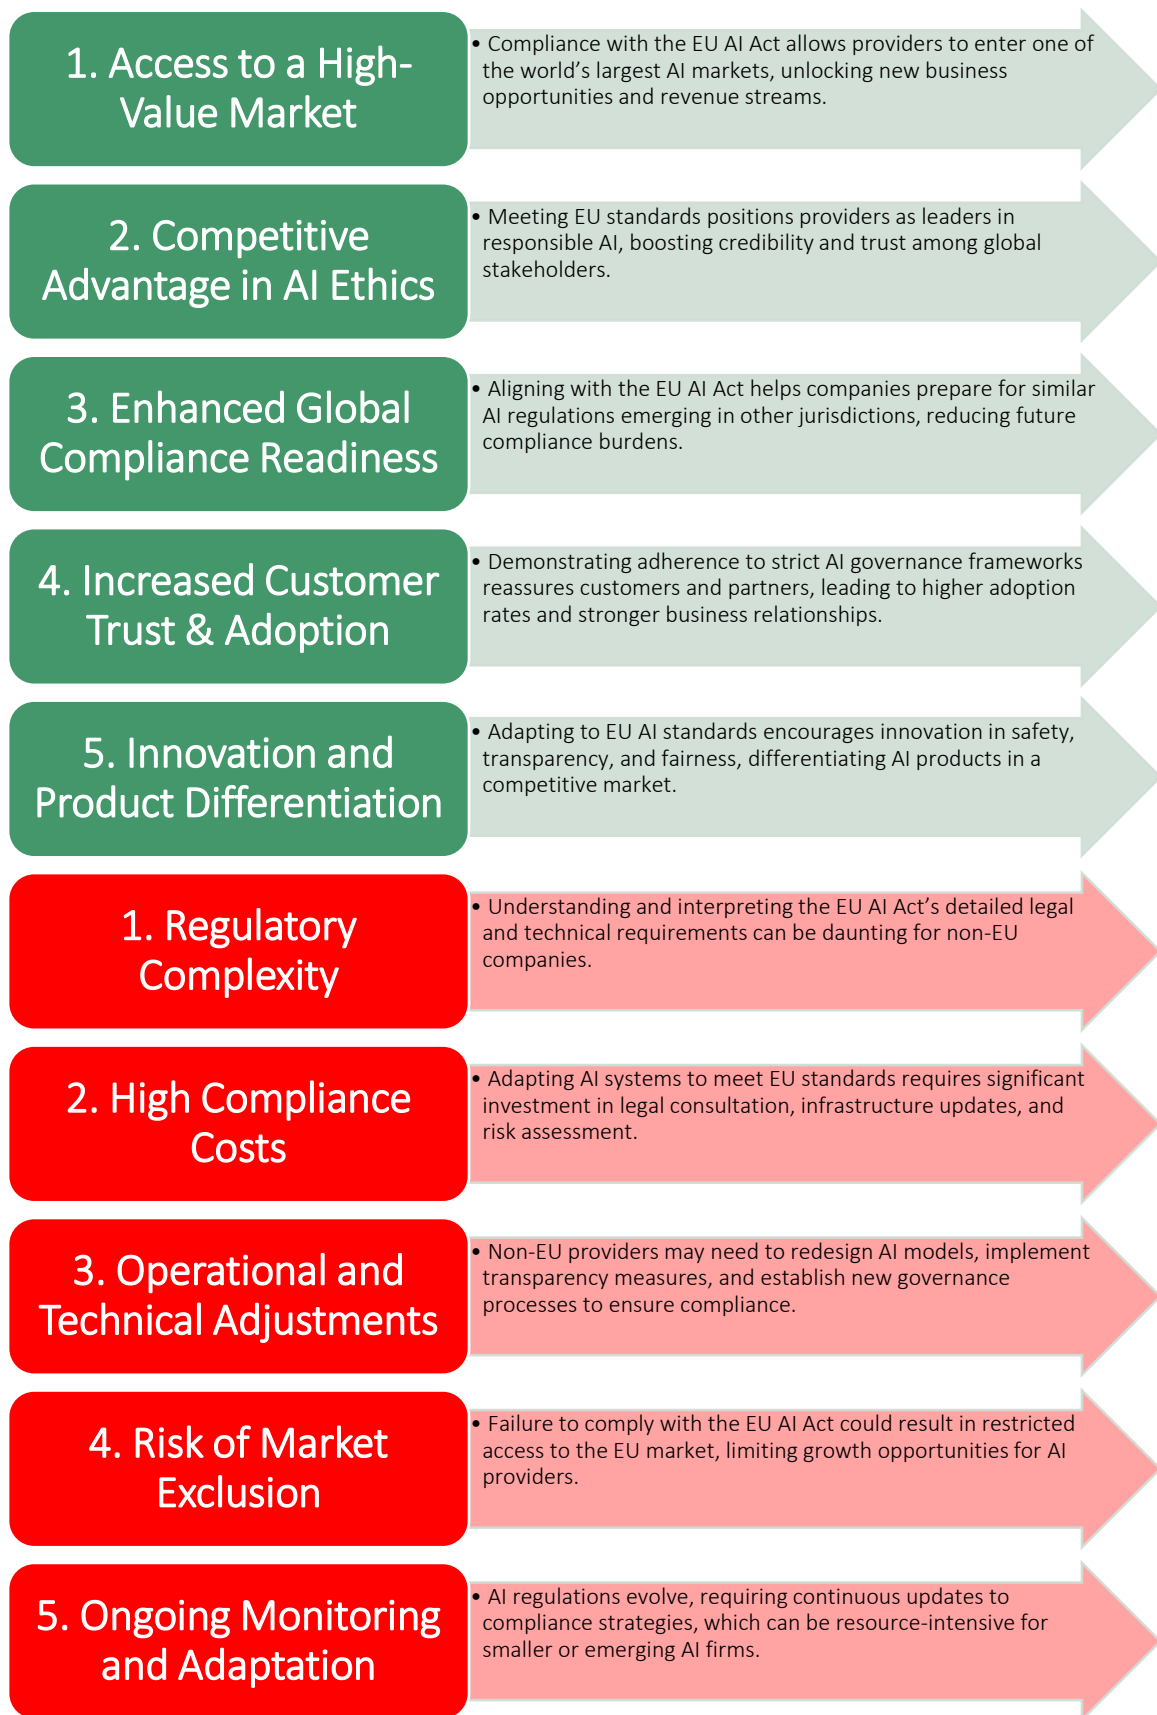 1. Access to a High-
Value Market
• Compliance with the EU AI Act allows providers to enter one of
the world’s largest AI markets, unlocking new business
opportunities and revenue streams.
2. Competitive
Advantage in AI Ethics
• Meeting EU standards positions providers as leaders in
responsible AI, boosting credibility and trust among global
stakeholders.
3. Enhanced Global
Compliance Readiness
• Aligning with the EU AI Act helps companies prepare for similar
AI regulations emerging in other jurisdictions, reducing future
compliance burdens.
4. Increased Customer
Trust & Adoption
• Demonstrating adherence to strict AI governance frameworks
reassures customers and partners, leading to higher adoption
rates and stronger business relationships.
5. Innovation and
Product Differentiation
• Adapting to EU AI standards encourages innovation in safety,
transparency, and fairness, differentiating AI products in a
competitive market.
1. Regulatory
Complexity
• Understanding and interpreting the EU AI Act’s detailed legal
and technical requirements can be daunting for non-EU
companies.
2. High Compliance
Costs
• Adapting AI systems to meet EU standards requires significant
investment in legal consultation, infrastructure updates, and
risk assessment.
3. Operational and
Technical Adjustments
• Non-EU providers may need to redesign AI models, implement
transparency measures, and establish new governance
processes to ensure compliance.
4. Risk of Market
Exclusion
• Failure to comply with the EU AI Act could result in restricted
access to the EU market, limiting growth opportunities for AI
providers.
5. Ongoing Monitoring
and Adaptation
• AI regulations evolve, requiring continuous updates to
compliance strategies, which can be resource-intensive for
smaller or emerging AI firms.